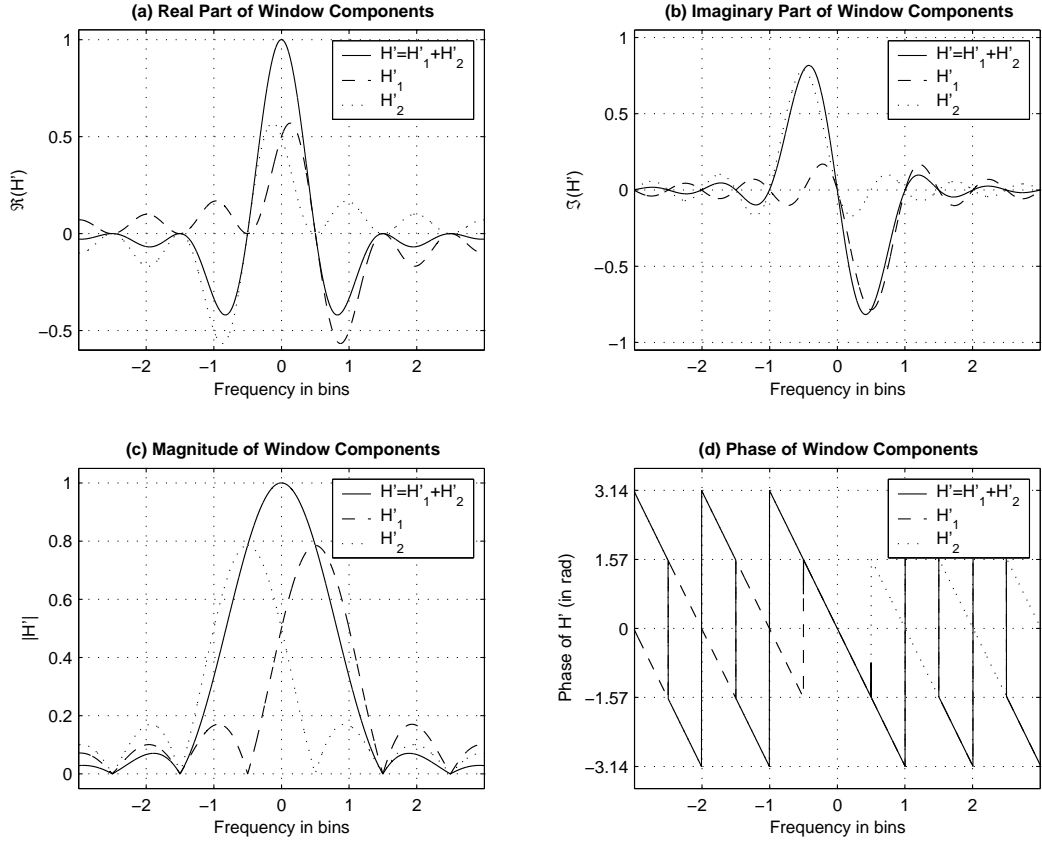 (a) Real Part of Window Components
1
0.5
0
−0.5
ℜ(H')
H'=H'1+H'2
H'1
H'2
−2 −1 0 1 2
Frequency in bins
(b) Imaginary Part of Window Components
1
0.5
0
−0.5
−1
ℑ(H')
H'=H'1+H'2
H'1
H'2
−2 −1 0 1 2
Frequency in bins
(c) Magnitude of Window Components
1
0.8
0.6
0.4
0.2
0
|H'|
H'=H'1+H'2
H'1
H'2
−2 −1 0 1 2
Frequency in bins
(d) Phase of Window Components
3.14
1.57
0
−1.57
−3.14
Phase of H' (in rad)
H'=H'1+H'2
H'1
H'2
−2 −1 0 1 2
Frequency in bins